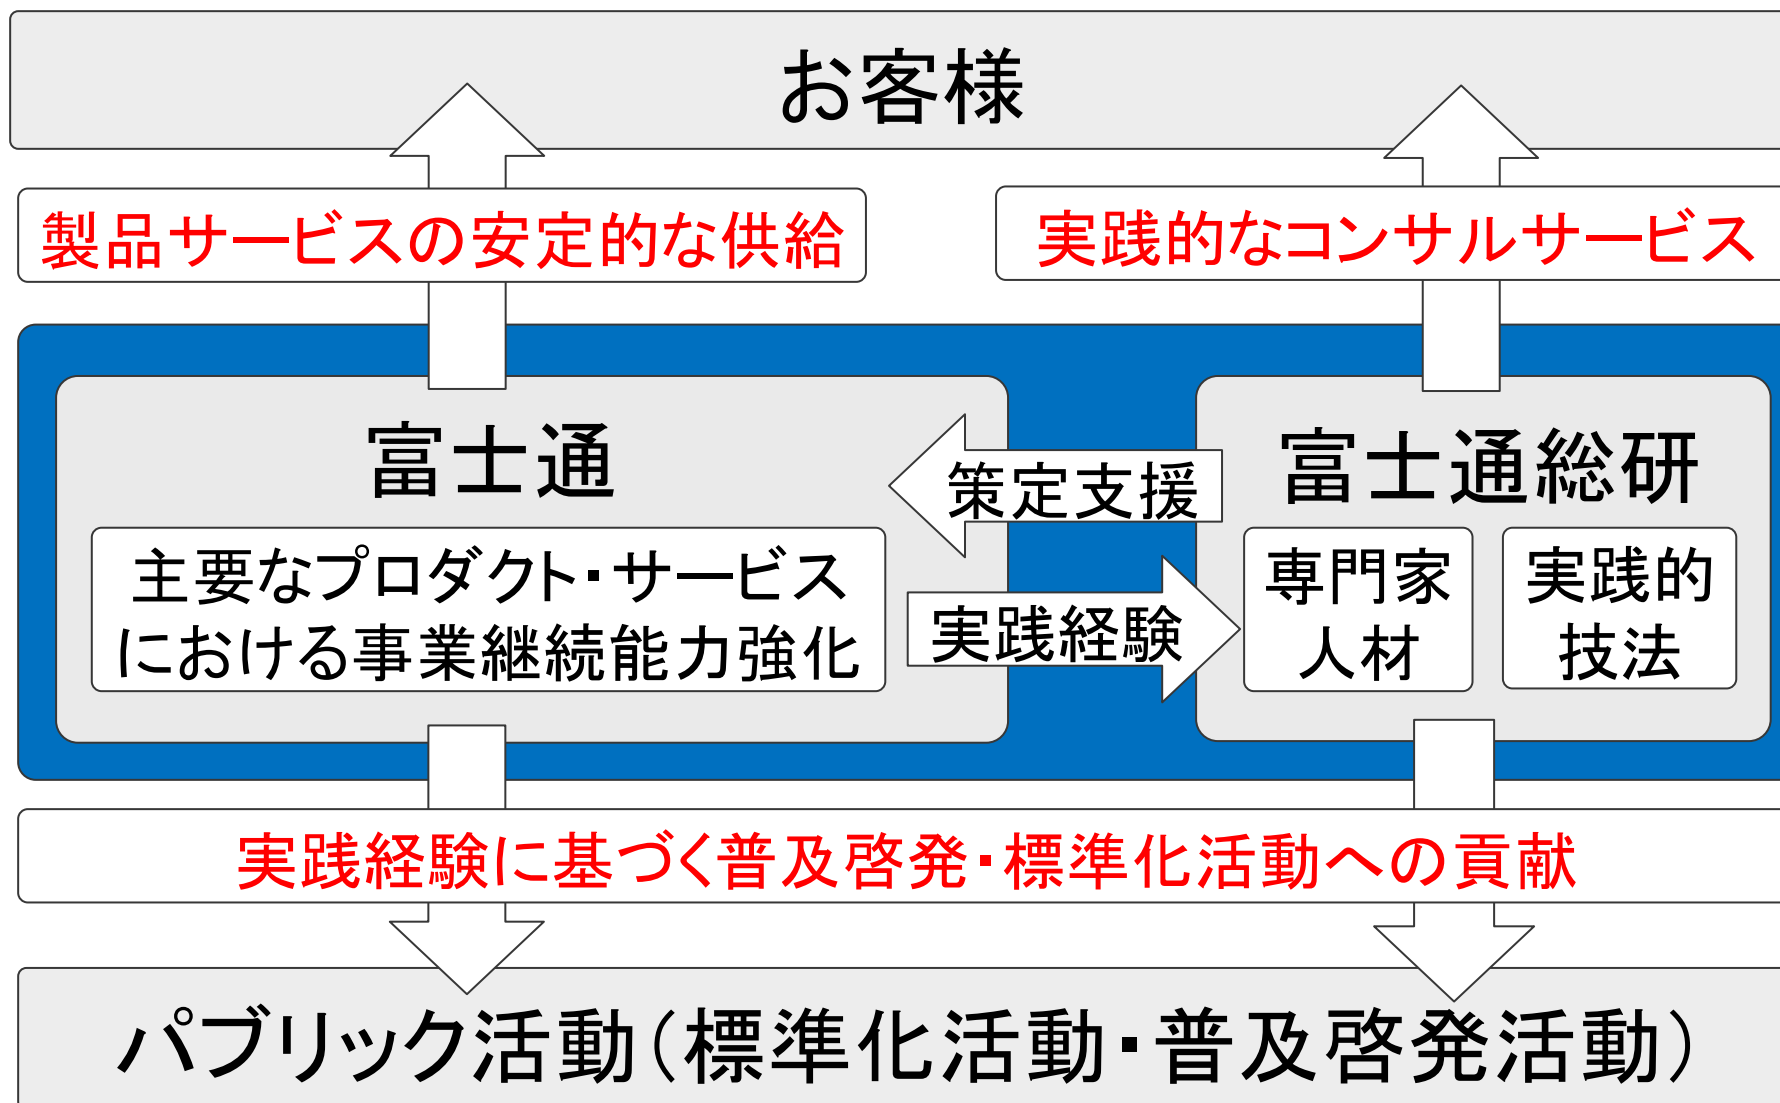 お客様
製品サービスの安定的な供給
実践的なコンサルサービス
富士通
主要なプロダクト・サービス
における事業継続能力強化
策定支援
実践経験
富士通総研
専門家
人材
実践的
技法
実践経験に基づく普及啓発・標準化活動への貢献
パブリック活動(標準化活動・普及啓発活動)